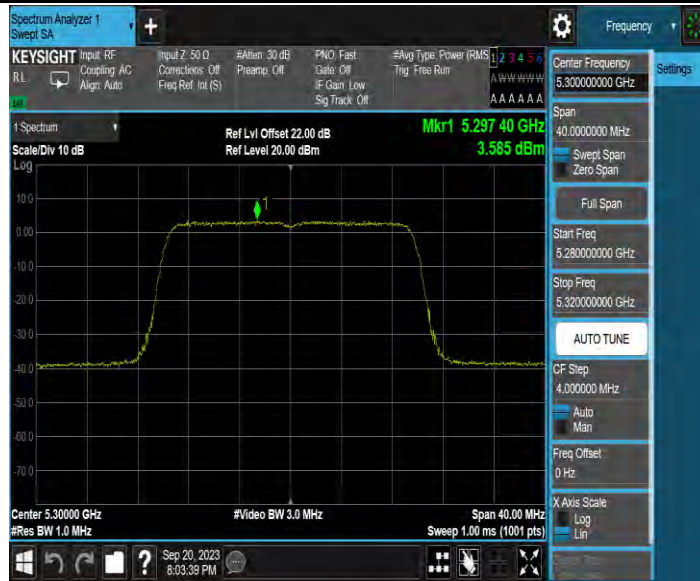 Spectrum Analyzer 1
Swept SA
+
Frequency
KEYSIGHT
RL
Input: RF
Coupling: AC
Align: Auto
Input Z: 50 Ω
Corrections: Off
Freq Ref: Int (S)
#Atten: 30 dB
Preamp: Off
PNO: Fast
Gate: Off
IF Gain: Low
Sig Track: Off
#Avg Type: Power (RMS
Trig: Free Run
1 2 3 4 5 6
A W W W W W
A A A A A A
Center Frequency
5.300000000 GHz
Settings
Span
40.0000000 MHz
Swept Span
Zero Span
Full Span
Start Freq
5.280000000 GHz
Stop Freq
5.320000000 GHz
AUTO TUNE
CF Step
4.000000 MHz
Auto
Man
Freq Offset
0 Hz
X Axis Scale
Log
Lin
1 Spectrum
Scale/Div 10 dB
Ref Lvl Offset 22.00 dB
Ref Level 20.00 dBm
Mkr1 5.297 40 GHz
3.585 dBm
Log
10.0
0.00
-10.0
-20.0
-30.0
-40.0
-50.0
-60.0
-70.0
1
Center 5.30000 GHz
#Res BW 1.0 MHz
#Video BW 3.0 MHz
Span 40.00 MHz
Sweep 1.00 ms (1001 pts)
?
Sep 20, 2023
8:03:39 PM